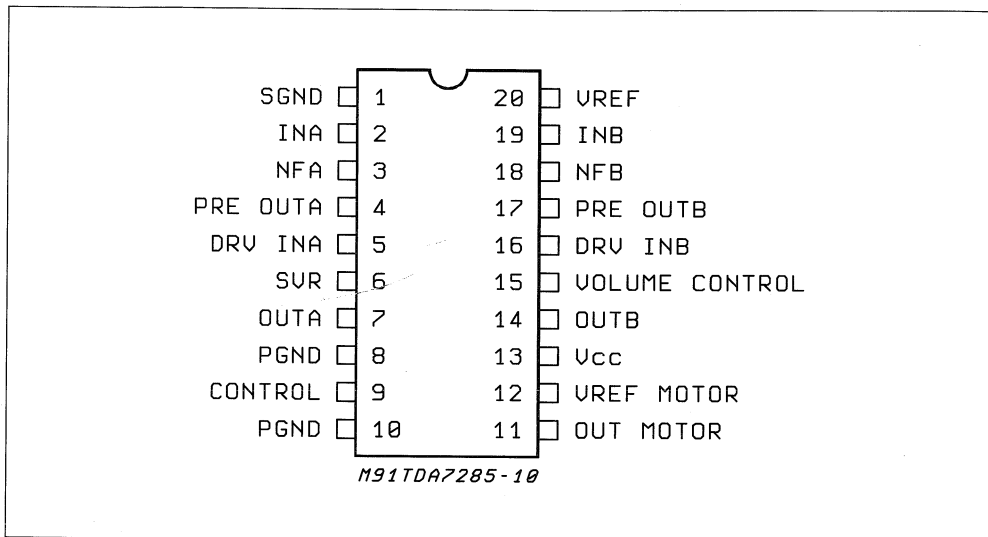 SGND 1 20 VREF
INA 2 19 INB
NFA 3 18 NFB
PRE OUTA 4 17 PRE OUTB
DRV INA 5 16 DRV INB
SVR 6 15 VOLUME CONTROL
OUTA 7 14 OUTB
PGND 8 13 Vcc
CONTROL 9 12 VREF MOTOR
PGND 10 11 OUT MOTOR
M91TDA7285-10